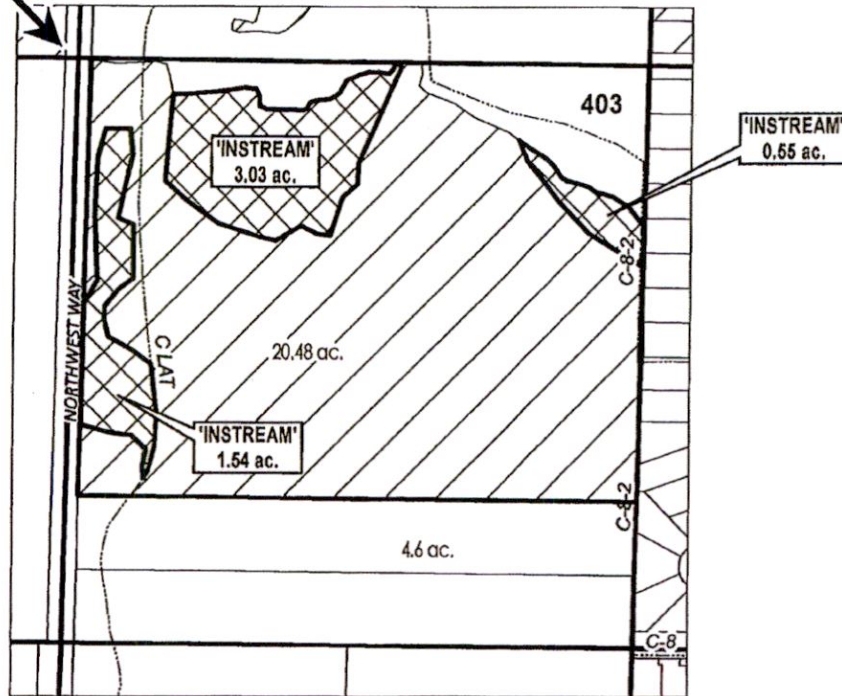 403
'INSTREAM'
3.03 ac.
'INSTREAM'
0.55 ac.
C-8-2
NORTHWEST WAY
C LAT
20.48 ac.
'INSTREAM'
1.54 ac.
C-8-2
4.6 ac.
C-8